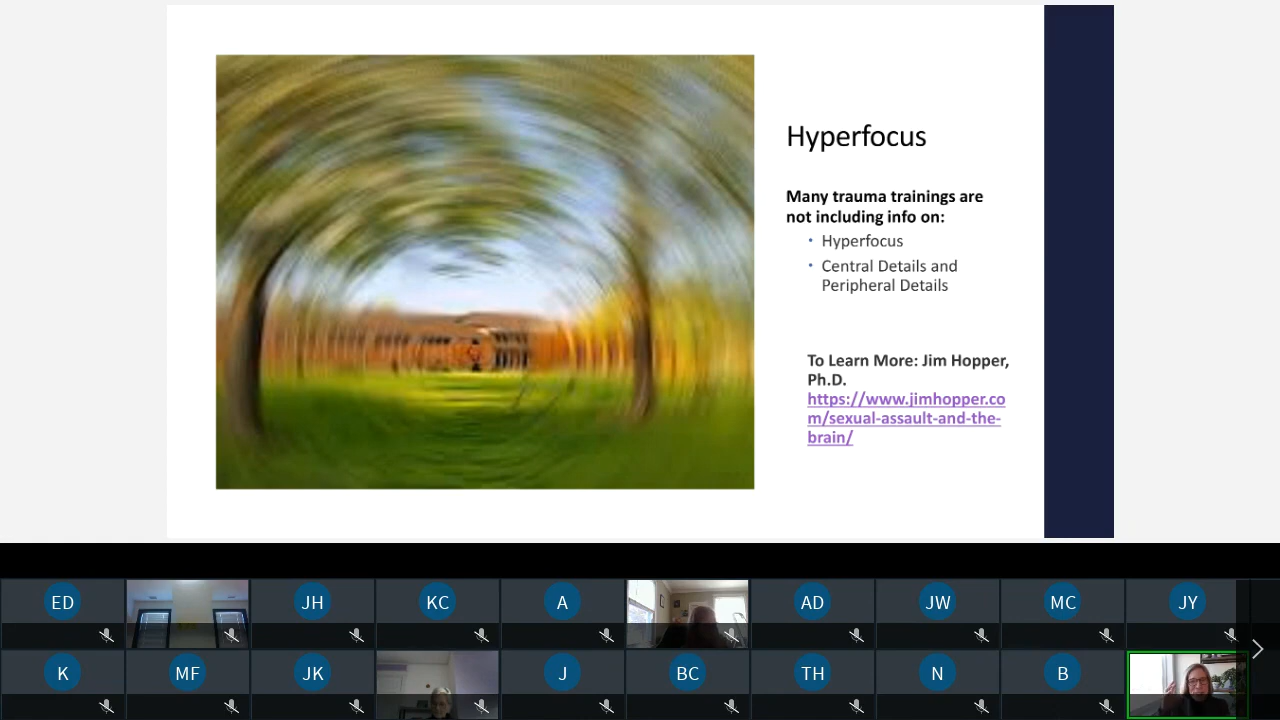 Hyperfocus
Many trauma trainings are
not including info on:
• Hyperfocus
• Central Details and
Peripheral Details
To Learn More: Jim Hopper,
Ph.D.
https://www.jimhopper.co
m/sexual-assault-and-the-
brain/
ED
JH
KC
A
AD
JW
MC
JY
K
MF
JK
J
BC
TH
N
B